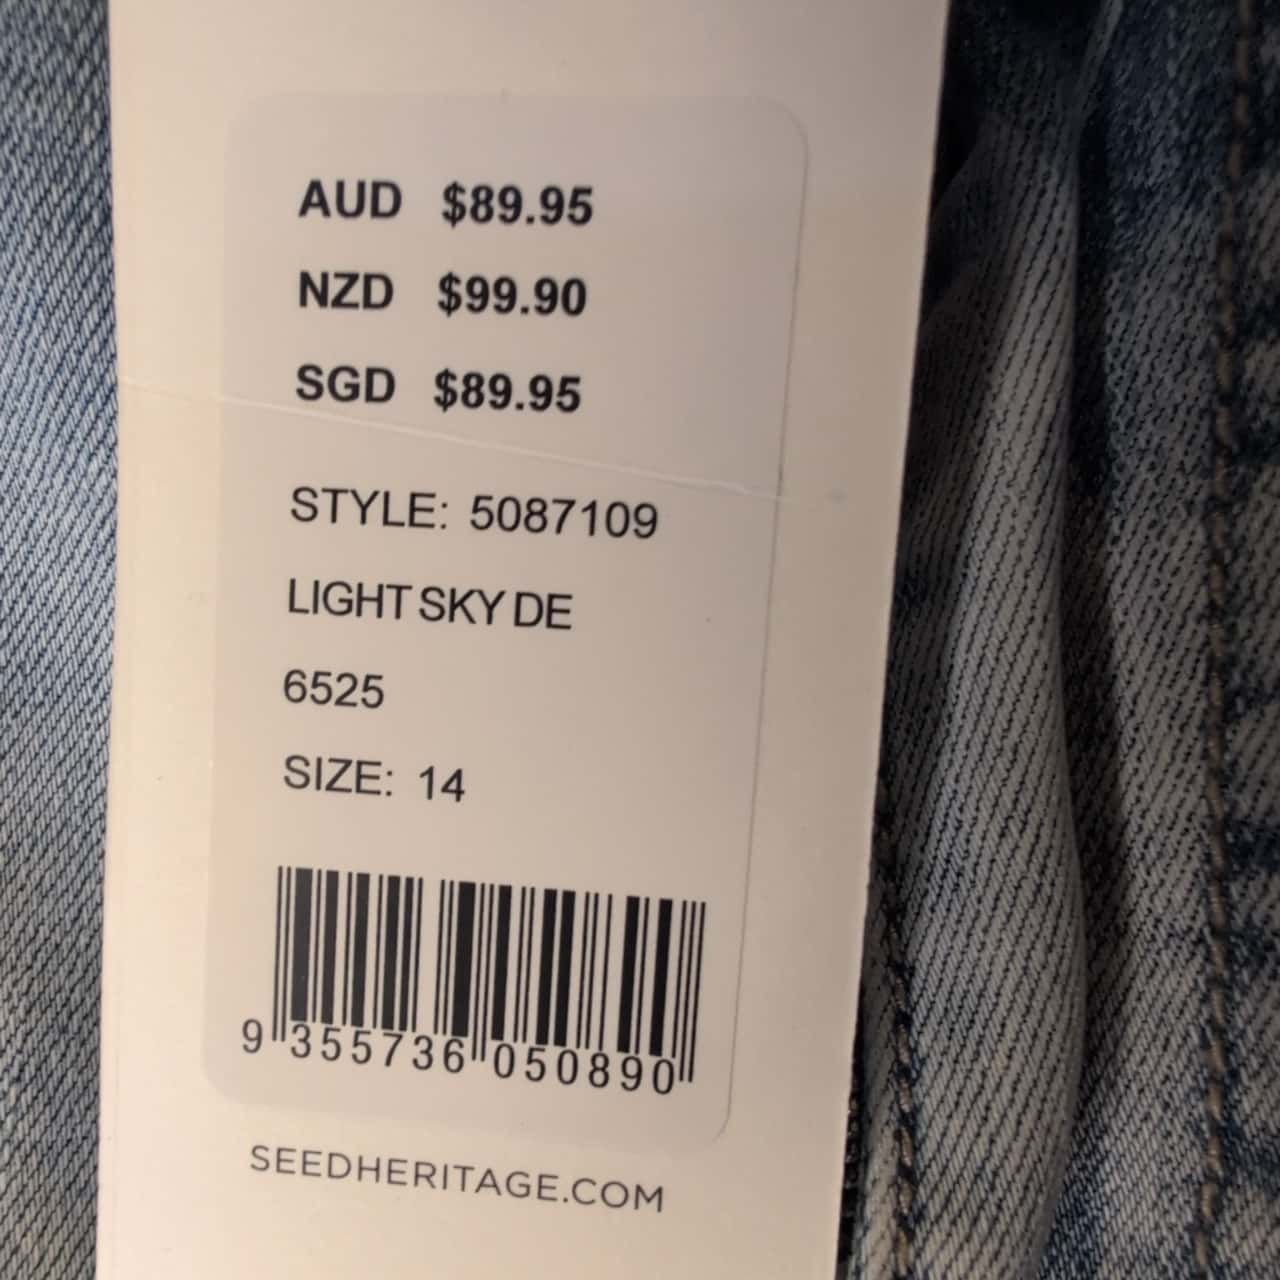 AUD $89.95
NZD $99.90
SGD $89.95
STYLE: 5087109
LIGHT SKY DE
6525
SIZE: 14
9 355736 050890
SEEDHERITAGE.COM